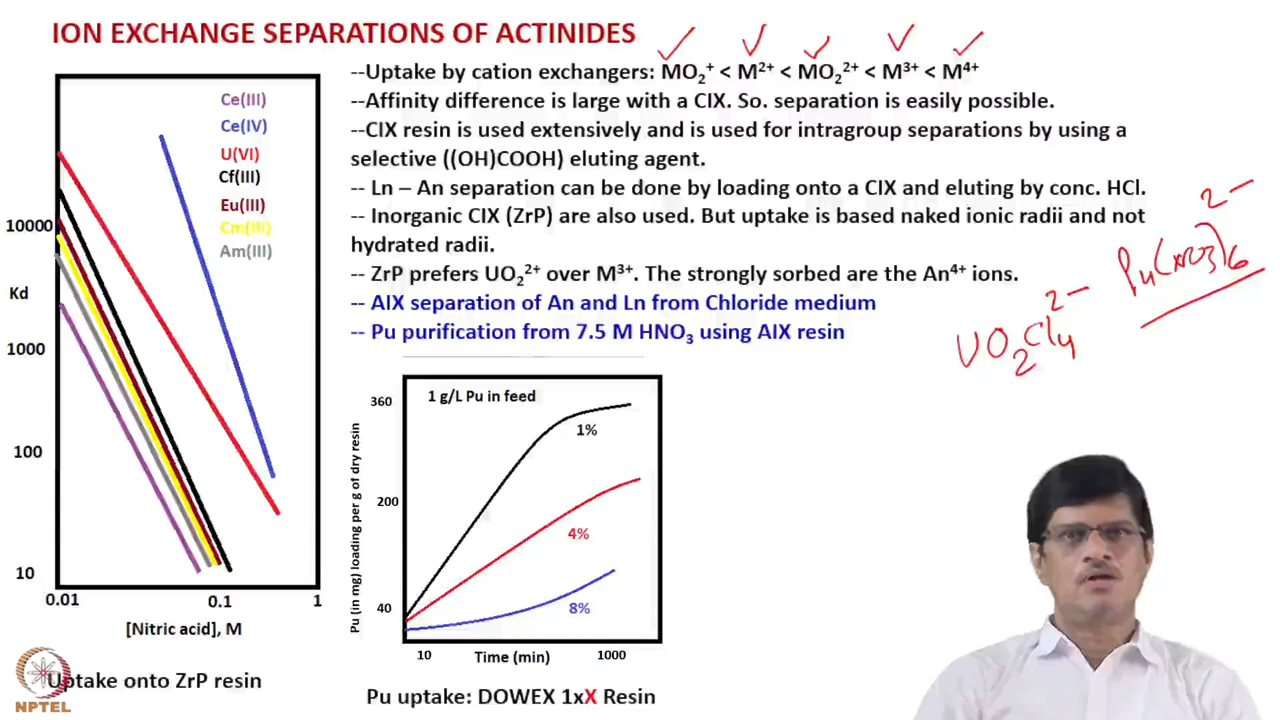 ION EXCHANGE SEPARATIONS OF ACTINIDES
--Uptake by cation exchangers: MO₂⁺ < M²⁺ < MO₂²⁺ < M³⁺ < M⁴⁺
--Affinity difference is large with a CIX. So. separation is easily possible.
--CIX resin is used extensively and is used for intragroup separations by using a
selective ((OH)COOH) eluting agent.
-- Ln – An separation can be done by loading onto a CIX and eluting by conc. HCl.
-- Inorganic CIX (ZrP) are also used. But uptake is based naked ionic radii and not
hydrated radii.
-- ZrP prefers UO₂²⁺ over M³⁺. The strongly sorbed are the An⁴⁺ ions.
-- AIX separation of An and Ln from Chloride medium
-- Pu purification from 7.5 M HNO₃ using AIX resin
Pu(NO3)₆²⁻
UO₂Cl₄²⁻
Ce(III)
Ce(IV)
U(VI)
Cf(III)
Eu(III)
Cm(III)
Am(III)
10000
Kd
1000
100
10
0.01
0.1
1
[Nitric acid], M
Uptake onto ZrP resin
1 g/L Pu in feed
360
200
40
Pu (in mg) loading per g of dry resin
1%
4%
8%
10
Time (min)
1000
Pu uptake: DOWEX 1xX Resin
NPTEL